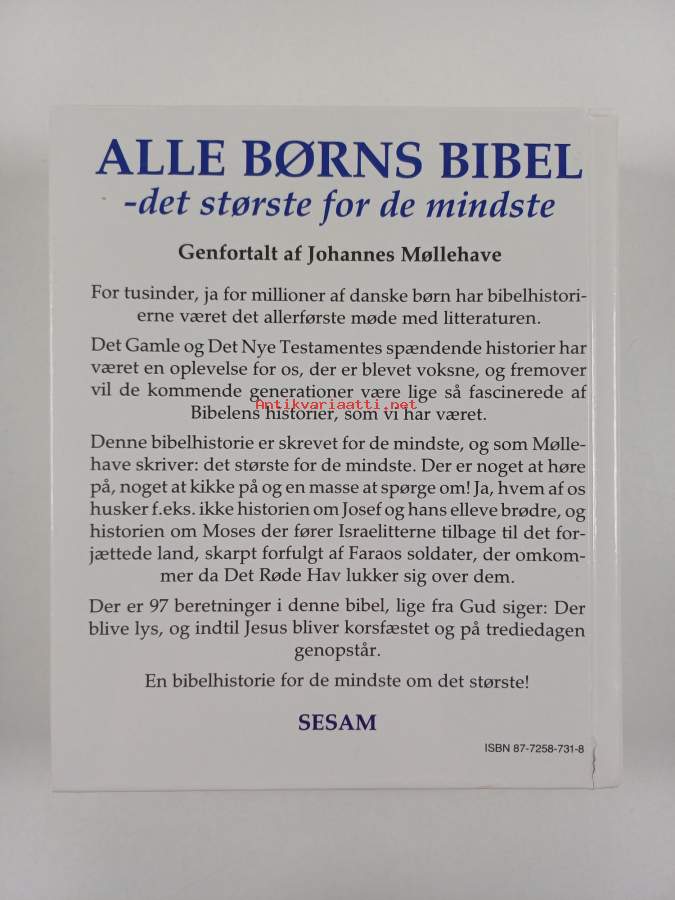 ALLE BØRNS BIBEL
-det største for de mindste
Genfortalt af Johannes Møllehave
For tusinder, ja for millioner af danske børn har bibelhistori-
erne været det allerførste møde med litteraturen.
Det Gamle og Det Nye Testamentes spændende historier har
været en oplevelse for os, der er blevet voksne, og fremover
vil de kommende generationer være lige så fascinerede af
Antikvariaatti.net
Bibelens historier, som vi har været.
Denne bibelhistorie er skrevet for de mindste, og som Mølle-
have skriver: det største for de mindste. Der er noget at høre
på, noget at kikke på og en masse at spørge om! Ja, hvem af os
husker f.eks. ikke historien om Josef og hans elleve brødre, og
historien om Moses der fører Israelitterne tilbage til det for-
jættede land, skarpt forfulgt af Faraos soldater, der omkom-
mer da Det Røde Hav lukker sig over dem.
Der er 97 beretninger i denne bibel, lige fra Gud siger: Der
blive lys, og indtil Jesus bliver korsfæstet og på trediedagen
genopstår.
En bibelhistorie for de mindste om det største!
SESAM
ISBN 87-7258-731-8